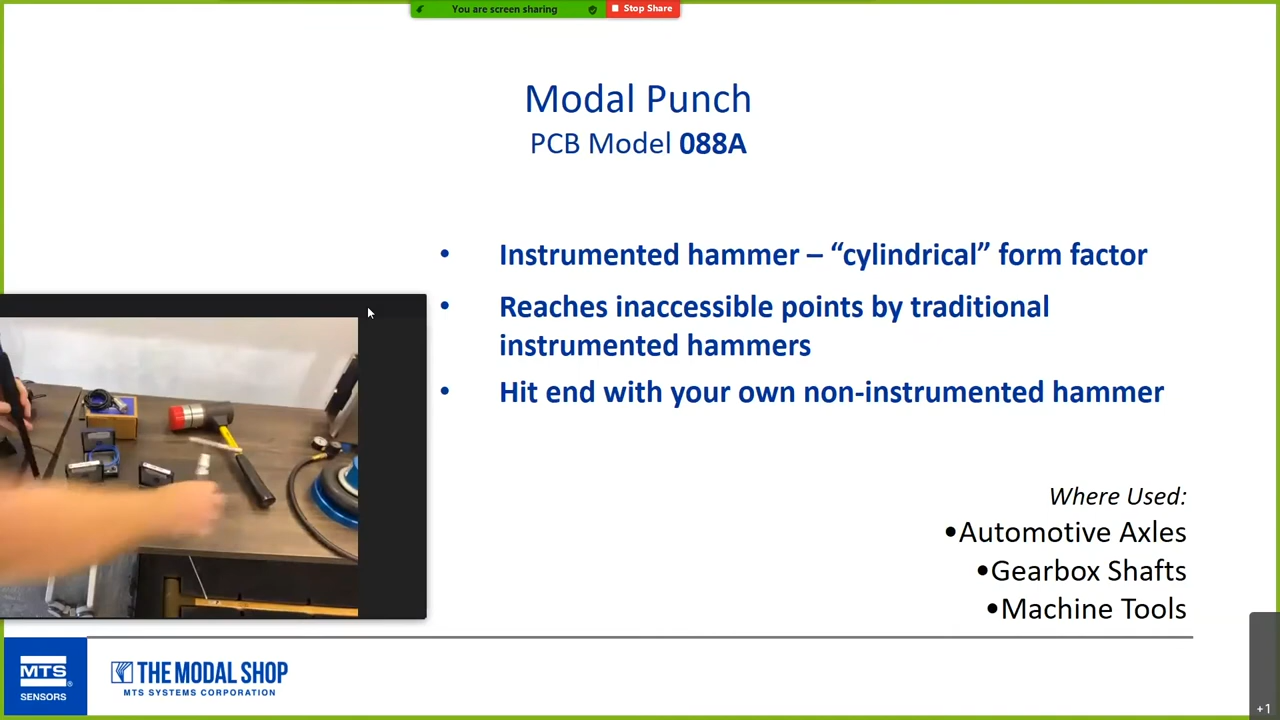 You are screen sharing
Stop Share
Modal Punch
PCB Model 088A
• Instrumented hammer – “cylindrical” form factor
• Reaches inaccessible points by traditional
instrumented hammers
• Hit end with your own non-instrumented hammer
Where Used:
•Automotive Axles
•Gearbox Shafts
•Machine Tools
MTS®
SENSORS
THE MODAL SHOP
MTS SYSTEMS CORPORATION
+1